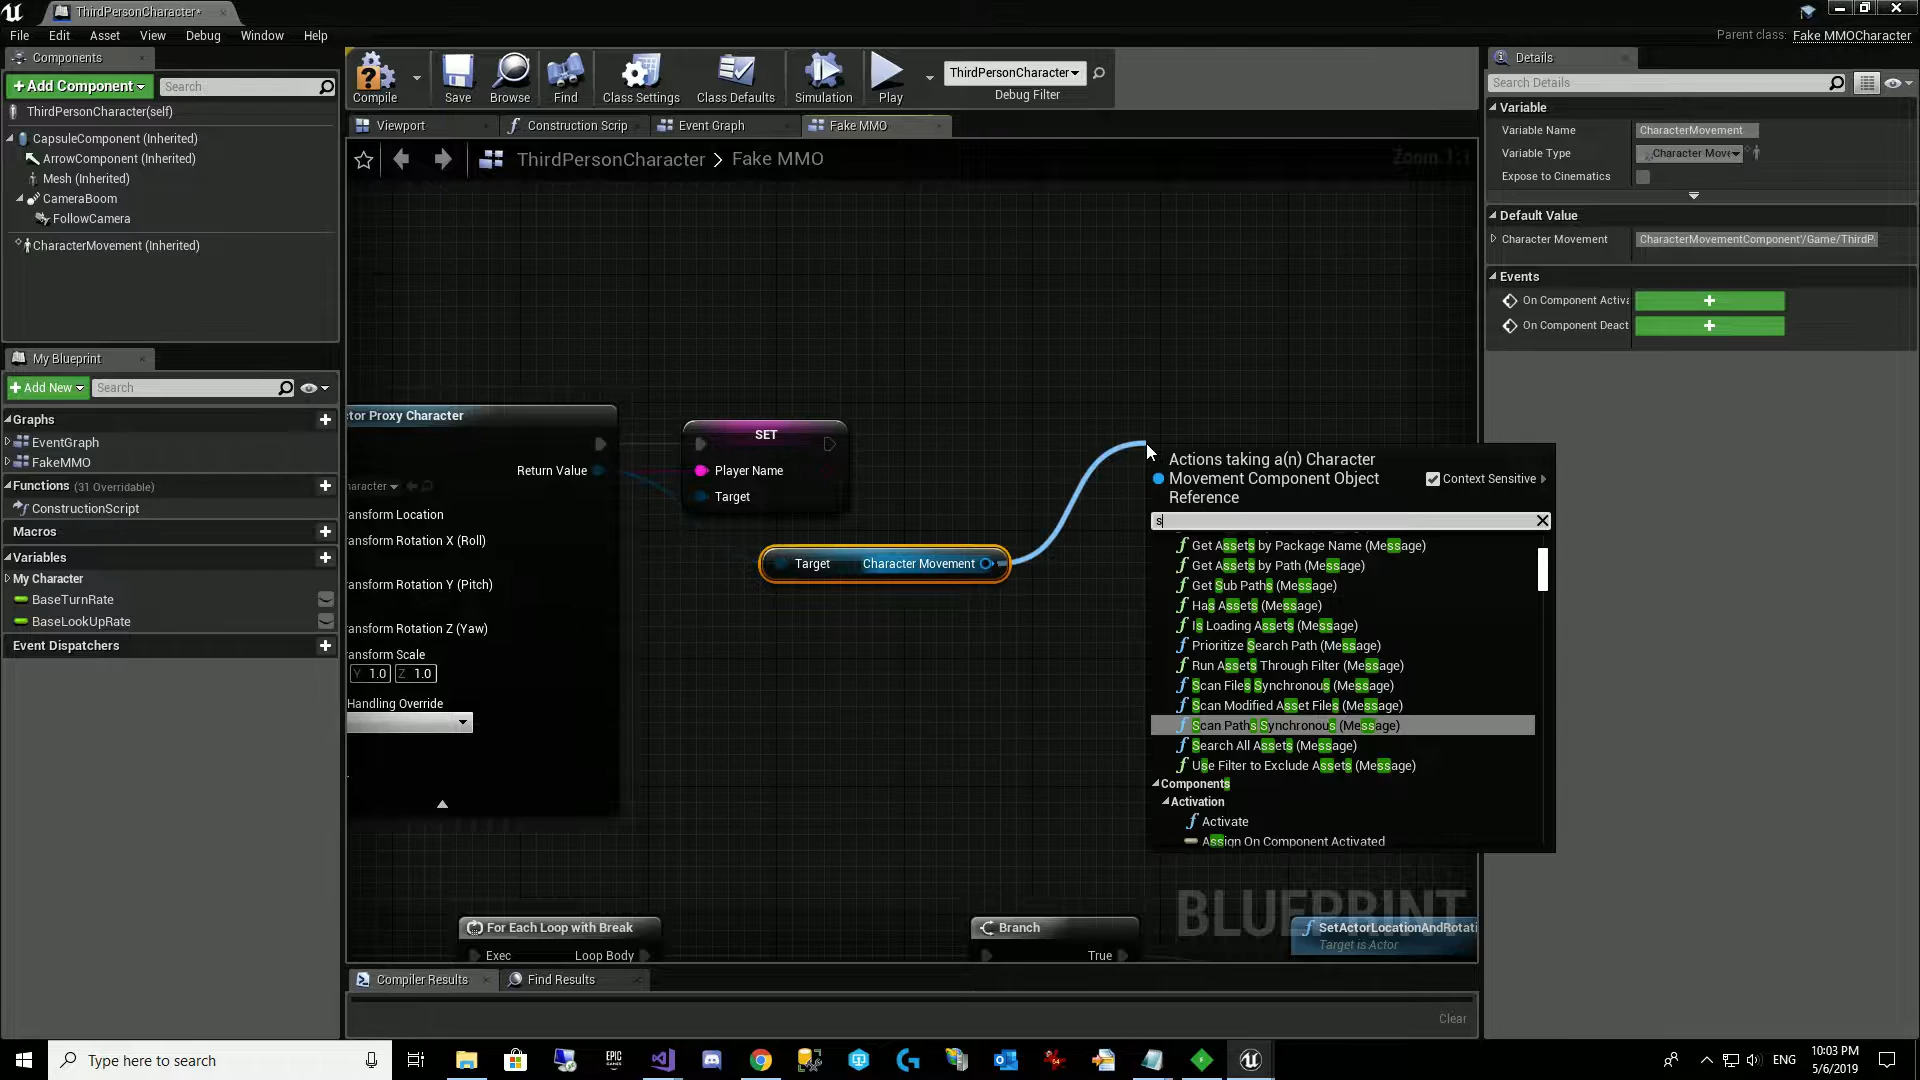 ThirdPersonCharacter*
File Edit Asset View Debug Window Help
Parent class: Fake MMOCharacter
Components
+Add Component
Search
ThirdPersonCharacter(self)
CapsuleComponent (Inherited)
ArrowComponent (Inherited)
Mesh (Inherited)
CameraBoom
FollowCamera
CharacterMovement (Inherited)
My Blueprint
+Add New
Search
Graphs
EventGraph
FakeMMO
Functions (31 Overridable)
ConstructionScript
Macros
Variables
My Character
BaseTurnRate
BaseLookUpRate
Event Dispatchers
Compile
Save
Browse
Find
Class Settings
Class Defaults
Simulation
Play
ThirdPersonCharacter
Debug Filter
Viewport
Construction Scrip
Event Graph
Fake MMO
ThirdPersonCharacter > Fake MMO
Zoom 1:1
tor Proxy Character
Return Value
haracter
ransform Location
ransform Rotation X (Roll)
ransform Rotation Y (Pitch)
ransform Rotation Z (Yaw)
ransform Scale
Y 1.0 Z 1.0
Handling Override
SET
Player Name
Target
Target Character Movement
Actions taking a(n) Character
Movement Component Object
Reference
Context Sensitive
s
Get Assets by Package Name (Message)
Get Assets by Path (Message)
Get Sub Paths (Message)
Has Assets (Message)
Is Loading Assets (Message)
Prioritize Search Path (Message)
Run Assets Through Filter (Message)
Scan Files Synchronous (Message)
Scan Modified Asset Files (Message)
Scan Paths Synchronous (Message)
Search All Assets (Message)
Use Filter to Exclude Assets (Message)
Components
Activation
Activate
Assign On Component Activated
For Each Loop with Break
Exec Loop Body
Branch
True
BLUEPRINT
SetActorLocationAndRotati
Target is Actor
Compiler Results
Find Results
Clear
Details
Search Details
Variable
Variable Name CharacterMovement
Variable Type Character Move
Expose to Cinematics
Default Value
Character Movement CharacterMovementComponent'/Game/ThirdP
Events
On Component Activa
On Component Deact
Type here to search
EPIC
GAMES
ENG
10:03 PM
5/6/2019